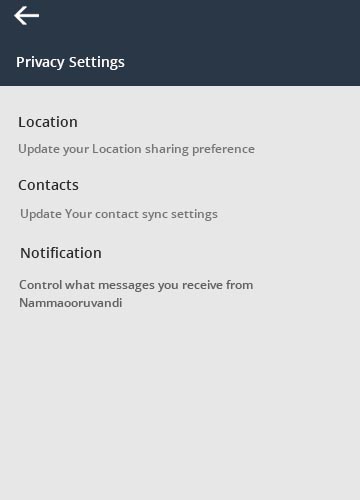 Privacy Settings
Location
Update your Location sharing preference
Contacts
Update Your contact sync settings
Notification
Control what messages you receive from
Nammaooruvandi